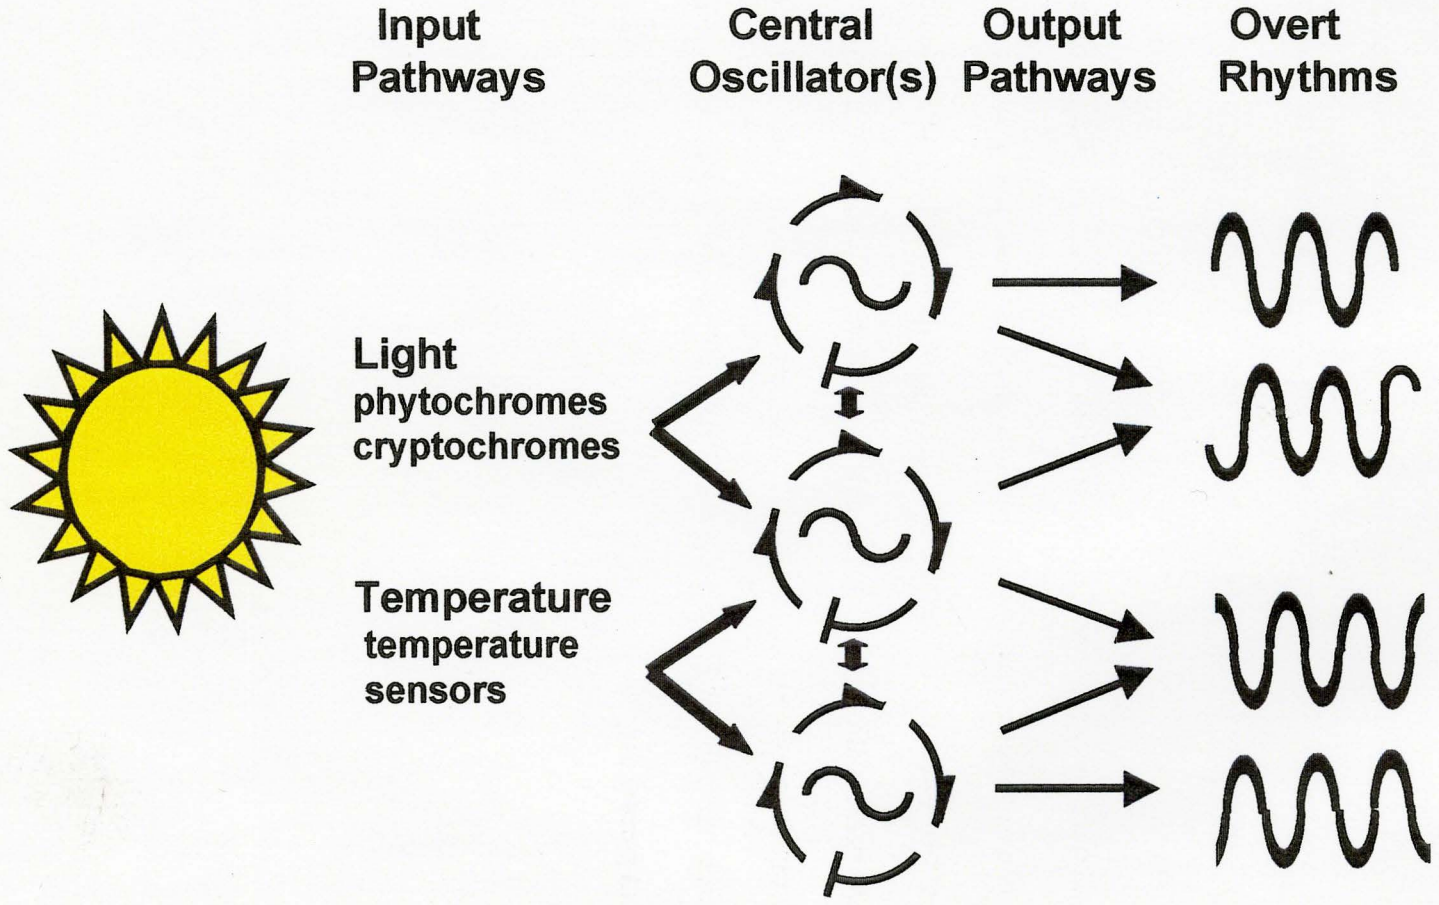 Input
Pathways
Central
Oscillator(s)
Output
Pathways
Overt
Rhythms
Light
phytochromes
cryptochromes
Temperature
temperature
sensors